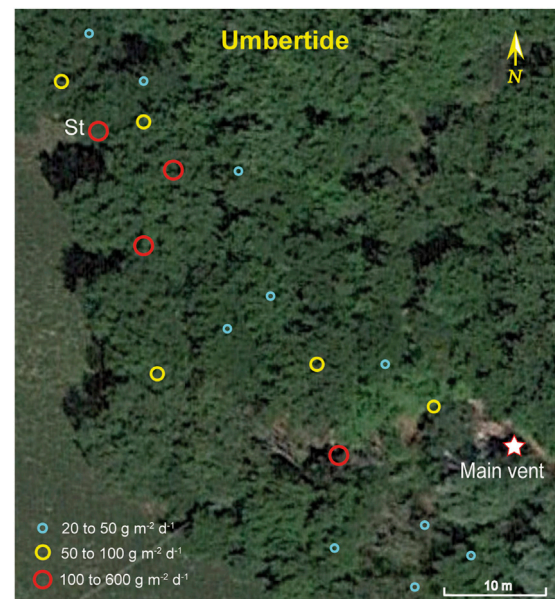 Umbertide
N
St
Main vent
20 to 50 g m⁻² d⁻¹
50 to 100 g m⁻² d⁻¹
100 to 600 g m⁻² d⁻¹
10 m